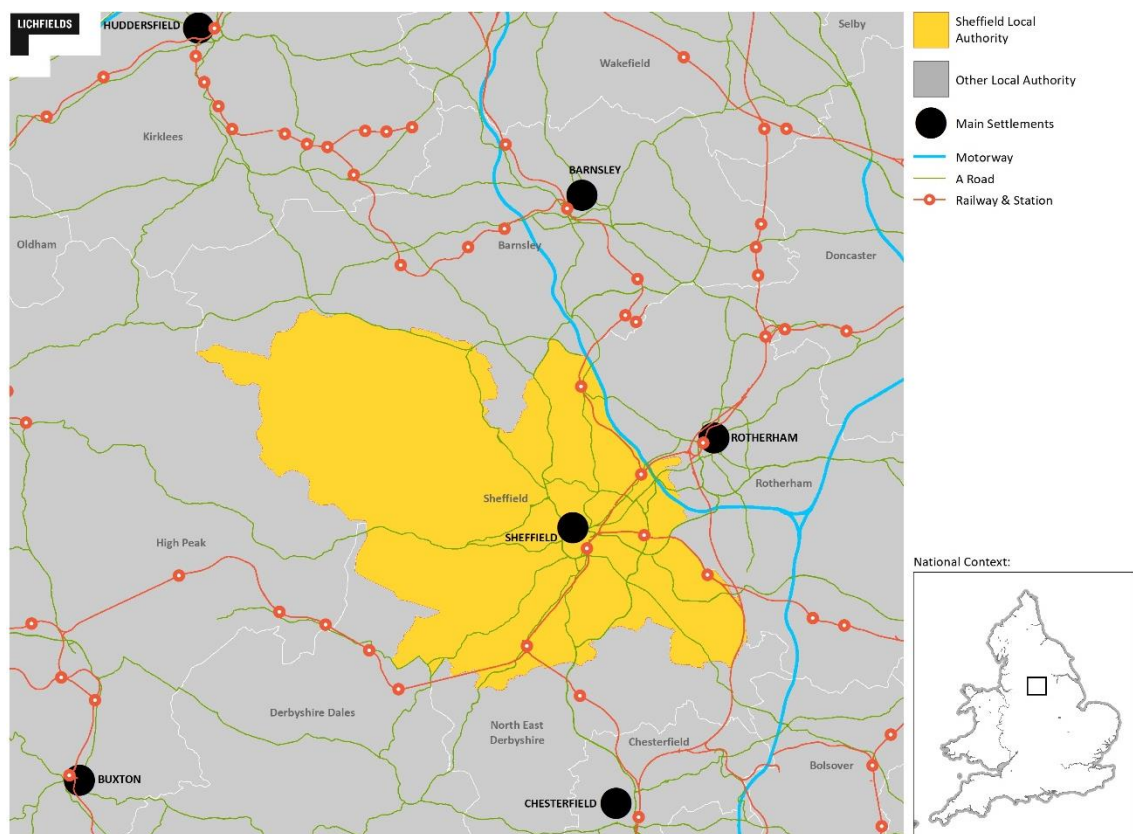 LICHFIELDS
HUDDERSFIELD
Selby
Wakefield
Kirklees
BARNSLEY
Oldham
Barnsley
Doncaster
ROTHERHAM
Sheffield
Rotherham
SHEFFIELD
High Peak
Derbyshire Dales
North East
Derbyshire
Chesterfield
Bolsover
BUXTON
CHESTERFIELD
Sheffield Local
Authority
Other Local Authority
Main Settlements
Motorway
A Road
Railway & Station
National Context: